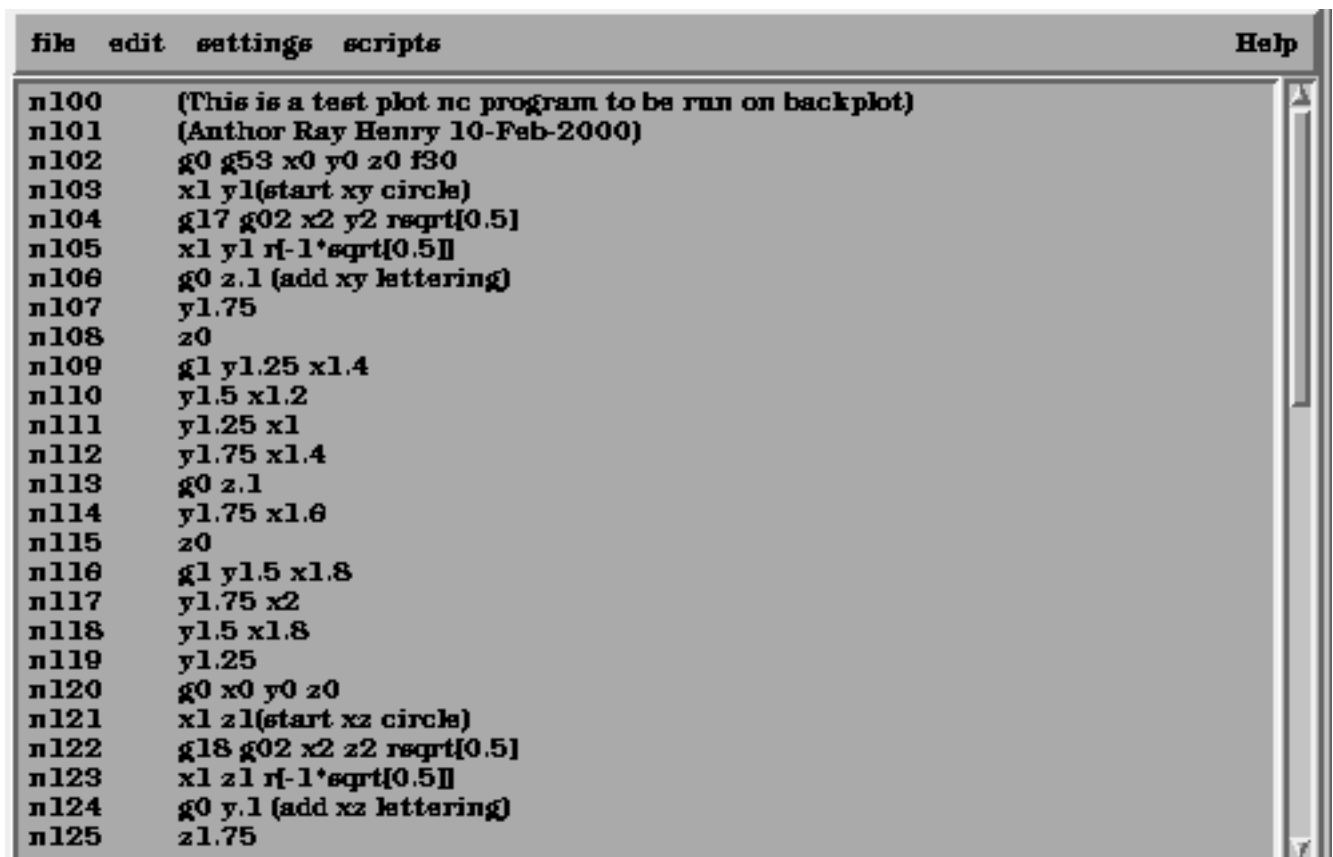 file edit settings scripts Help
n100 (This is a test plot nc program to be run on backplot)
n101 (Author Ray Henry 10-Feb-2000)
n102 g0 g53 x0 y0 z0 f30
n103 x1 y1(start xy circle)
n104 g17 g02 x2 y2 rsqrt[0.5]
n105 x1 y1 r[-1*sqrt[0.5]]
n106 g0 z.1 (add xy lettering)
n107 y1.75
n108 z0
n109 g1 y1.25 x1.4
n110 y1.5 x1.2
n111 y1.25 x1
n112 y1.75 x1.4
n113 g0 z.1
n114 y1.75 x1.6
n115 z0
n116 g1 y1.5 x1.8
n117 y1.75 x2
n118 y1.5 x1.8
n119 y1.25
n120 g0 x0 y0 z0
n121 x1 z1(start xz circle)
n122 g18 g02 x2 z2 rsqrt[0.5]
n123 x1 z1 r[-1*sqrt[0.5]]
n124 g0 y.1 (add xz lettering)
n125 z1.75